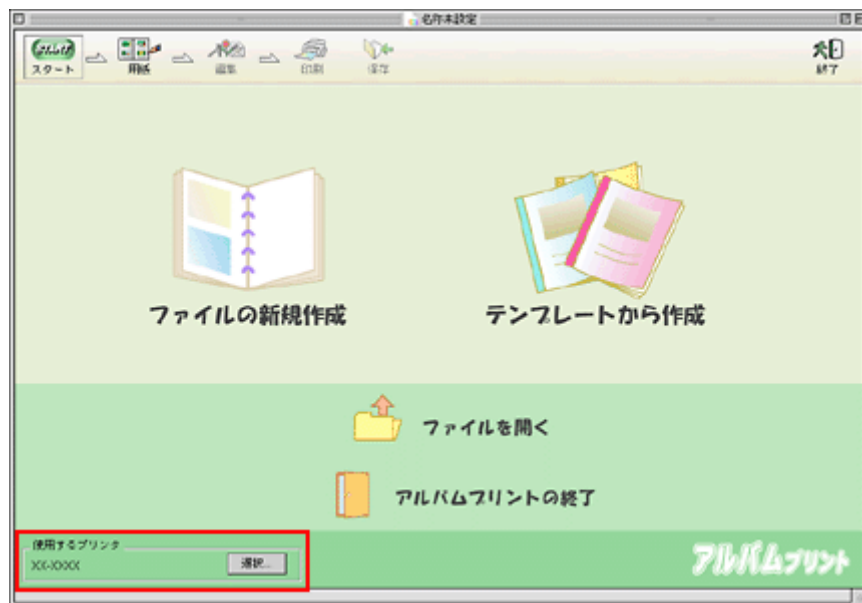 名称未設定
スタート
用紙
編集
印刷
保存
終了
ファイルの新規作成
テンプレートから作成
ファイルを開く
アルバムプリントの終了
使用するプリンタ
XX-XXXX
選択...
アルバムプリント